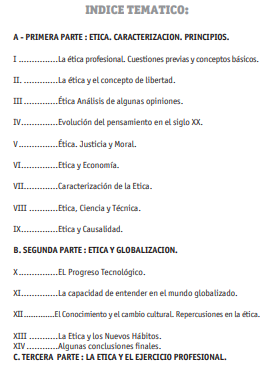 INDICE TEMATICO:
A - PRIMERA PARTE : ETICA. CARACTERIZACION. PRINCIPIOS.
I ..............La ética profesional. Cuestiones previas y conceptos básicos.
II. .............La ética y el concepto de libertad.
III ............Ética Análisis de algunas opiniones.
IV.............Evolución del pensamiento en el siglo XX.
V ..............Ética. Justicia y Moral.
VI.............Etica y Economía.
VII............Caracterización de la Etica.
VIII ...........Etica, Ciencia y Técnica.
IX.............Etica y Causalidad.
B. SEGUNDA PARTE : ETICA Y GLOBALIZACION.
X ..............EL Progreso Tecnológico.
XI.............La capacidad de entender en el mundo globalizado.
XII ............El Conocimiento y el cambio cultural. Repercusiones en la ética.
XIII ...........La Etica y los Nuevos Hábitos.
XIV ...........Algunas conclusiones finales.
C. TERCERA PARTE : LA ETICA Y EL EJERCICIO PROFESIONAL.